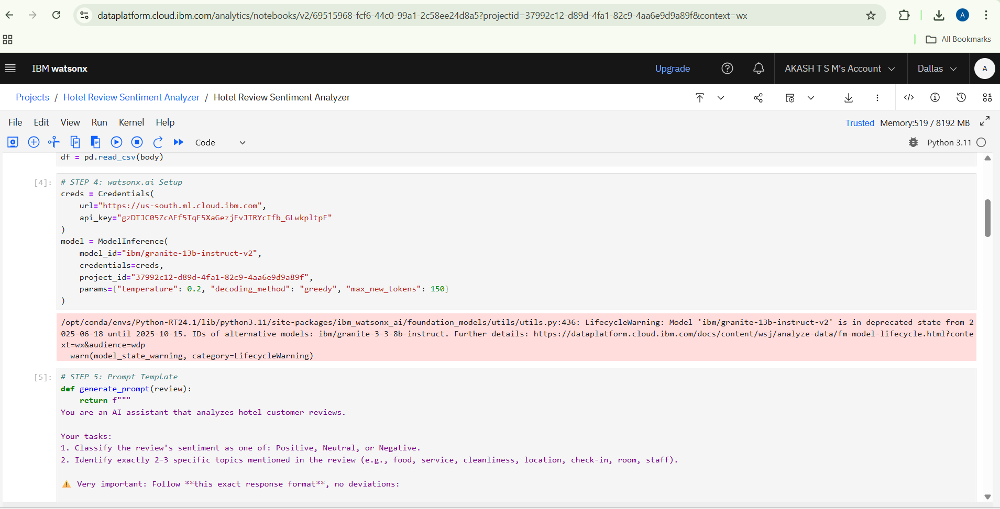 dataplatform.cloud.ibm.com/analytics/notebooks/v2/69515968-fcf6-44c0-99a1-2c58ee24d8a5?projectid=37992c12-d89d-4fa1-82c9-4aa6e9d9a89f&context=wx
A
All Bookmarks
IBM watsonx
Upgrade
AKASH T S M's Account
Dallas
A
Projects / Hotel Review Sentiment Analyzer / Hotel Review Sentiment Analyzer
File Edit View Run Kernel Help
Trusted Memory:519 / 8192 MB
Code
Python 3.11
df = pd.read_csv(body)
[4]: # STEP 4: watsonx.ai Setup
creds = Credentials(
    url="https://us-south.ml.cloud.ibm.com",
    api_key="gzDTJC05ZcAFf5TqF5XaGezjFvJTRYcIfb_GLwkpltpF"
)
model = ModelInference(
    model_id="ibm/granite-13b-instruct-v2",
    credentials=creds,
    project_id="37992c12-d89d-4fa1-82c9-4aa6e9d9a89f",
    params={"temperature": 0.2, "decoding_method": "greedy", "max_new_tokens": 150}
)
/opt/conda/envs/Python-RT24.1/lib/python3.11/site-packages/ibm_watsonx_ai/foundation_models/utils/utils.py:436: LifecycleWarning: Model 'ibm/granite-13b-instruct-v2' is in deprecated state from 2
025-06-18 until 2025-10-15. IDs of alternative models: ibm/granite-3-3-8b-instruct. Further details: https://dataplatform.cloud.ibm.com/docs/content/wsj/analyze-data/fm-model-lifecycle.html?conte
xt=wx&audience=wdp
  warn(model_state_warning, category=LifecycleWarning)
[5]: # STEP 5: Prompt Template
def generate_prompt(review):
    return f"""
You are an AI assistant that analyzes hotel customer reviews.
Your tasks:
1. Classify the review's sentiment as one of: Positive, Neutral, or Negative.
2. Identify exactly 2–3 specific topics mentioned in the review (e.g., food, service, cleanliness, location, check-in, room, staff).
⚠️ Very important: Follow **this exact response format**, no deviations: